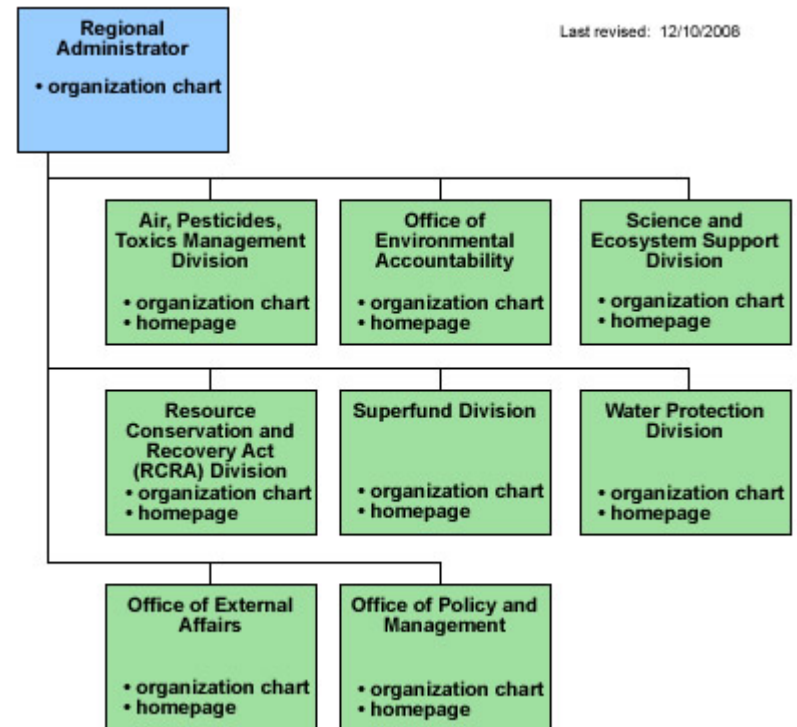 Regional
Administrator
• organization chart
Last revised: 12/10/2008
Air, Pesticides,
Toxics Management
Division
• organization chart
• homepage
Office of
Environmental
Accountability
• organization chart
• homepage
Science and
Ecosystem Support
Division
• organization chart
• homepage
Resource
Conservation and
Recovery Act
(RCRA) Division
• organization chart
• homepage
Superfund Division
• organization chart
• homepage
Water Protection
Division
• organization chart
• homepage
Office of External
Affairs
• organization chart
• homepage
Office of Policy and
Management
• organization chart
• homepage